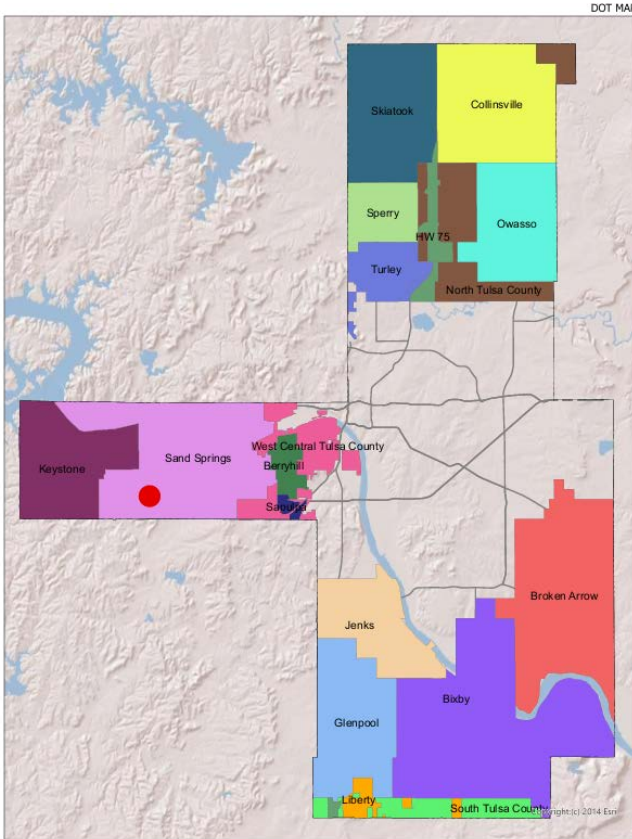 DOT MA
Skiatook
Collinsville
Sperry
Owasso
HW 75
Turley
North Tulsa County
West Central Tulsa County
Sand Springs
Keystone
Berryhill
Sapulpa
Broken Arrow
Jenks
Bixby
Glenpool
Liberty
South Tulsa County
Copyright:(c) 2014 Esri